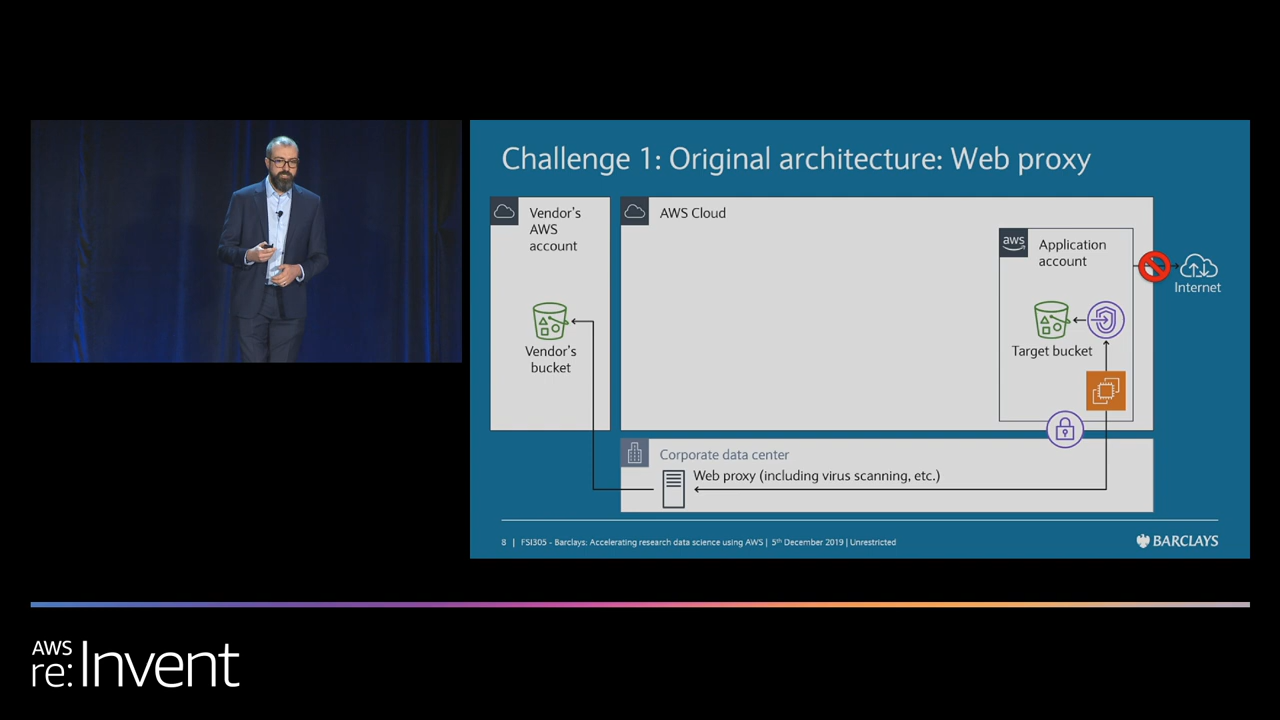 Challenge 1: Original architecture: Web proxy
Vendor's
AWS
account
AWS Cloud
aws
Application
account
Internet
Vendor's
bucket
Target bucket
Corporate data center
Web proxy (including virus scanning, etc.)
8 | FSI305 - Barclays: Accelerating research data science using AWS | 5th December 2019 | Unrestricted
BARCLAYS
AWS
re:Invent